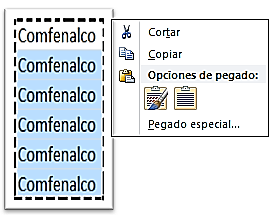 Comfenalco
Comfenalco
Comfenalco
Comfenalco
Comfenalco
Comfenalco
Cortar
Copiar
Opciones de pegado:
Pegado especial...